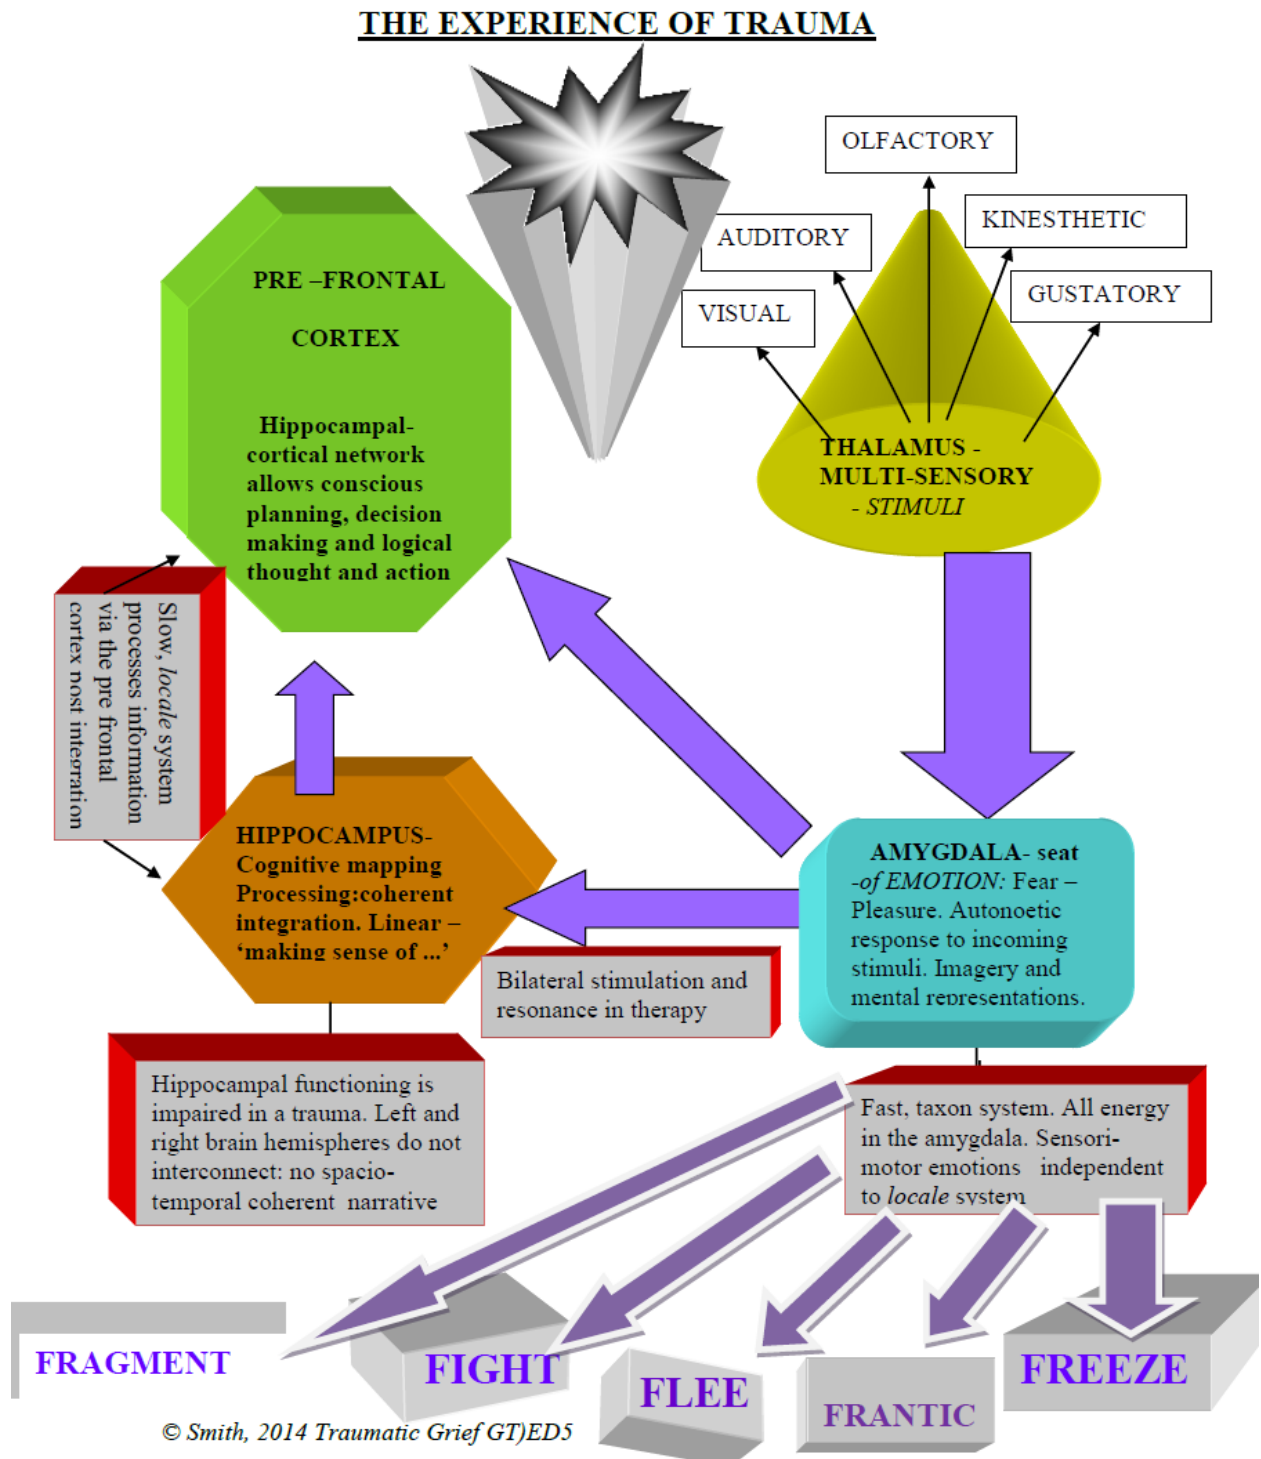 THE EXPERIENCE OF TRAUMA
OLFACTORY
KINESTHETIC
AUDITORY
GUSTATORY
VISUAL
PRE –FRONTAL
CORTEX
Hippocampal-
cortical network
allows conscious
planning, decision
making and logical
thought and action
THALAMUS -
MULTI-SENSORY
- STIMULI
Slow, locale system
processes information
via the pre frontal
cortex post integration
HIPPOCAMPUS-
Cognitive mapping
Processing:coherent
integration. Linear –
‘making sense of ...’
AMYGDALA- seat
-of EMOTION: Fear –
Pleasure. Autonoetic
response to incoming
stimuli. Imagery and
mental representations.
Bilateral stimulation and
resonance in therapy
Hippocampal functioning is
impaired in a trauma. Left and
right brain hemispheres do not
interconnect: no spacio-
temporal coherent narrative
Fast, taxon system. All energy
in the amygdala. Sensori-
motor emotions independent
to locale system
FRAGMENT
FIGHT
FLEE
FRANTIC
FREEZE
© Smith, 2014 Traumatic Grief GT)ED5